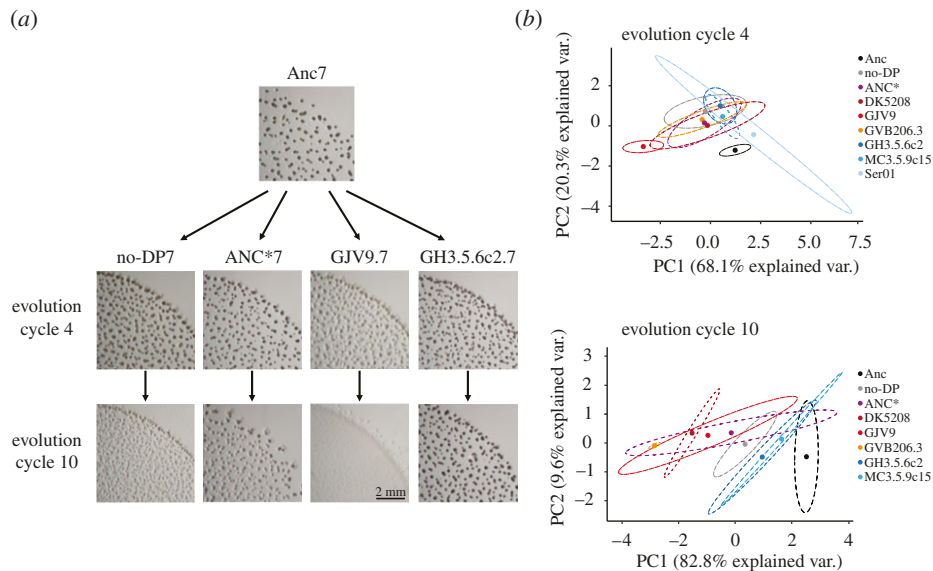 (a)
Anc7
no-DP7 ANC*7 GJV9.7 GH3.5.6c2.7
evolution
cycle 4
evolution
cycle 10
2 mm
(b)
evolution cycle 4
PC2 (20.3% explained var.)
2
0
−2
−4
−2.5 0.0 2.5 5.0 7.5
PC1 (68.1% explained var.)
Anc
no-DP
ANC*
DK5208
GJV9
GVB206.3
GH3.5.6c2
MC3.5.9c15
Ser01
evolution cycle 10
PC2 (9.6% explained var.)
3
2
1
0
−1
−2
−4 −2 0 2 4
PC1 (82.8% explained var.)
Anc
no-DP
ANC*
DK5208
GJV9
GVB206.3
GH3.5.6c2
MC3.5.9c15